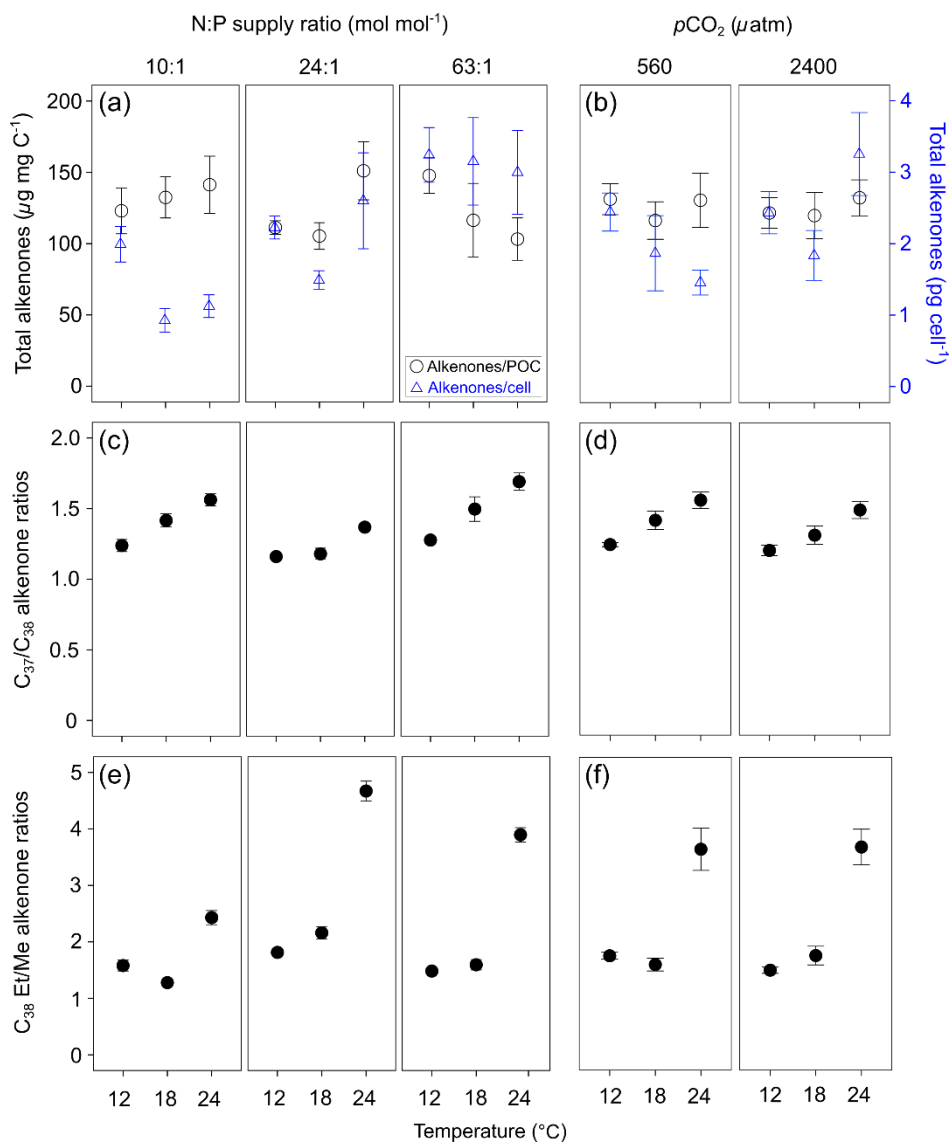 N:P supply ratio (mol mol⁻¹) pCO₂ (µatm)
10:1 24:1 63:1 560 2400
(a) (b)
Total alkenones (µg mg C⁻¹)
200
150
100
50
0
Alkenones/POC
Alkenones/cell
4
3
2
1
0
Total alkenones (pg cell⁻¹)
(c) (d)
C₃₇/C₃₈ alkenone ratios
2.0
1.5
1.0
0.5
0
(e) (f)
C₃₈ Et/Me alkenone ratios
5
4
3
2
1
0
12 18 24 12 18 24 12 18 24 12 18 24 12 18 24
Temperature (°C)